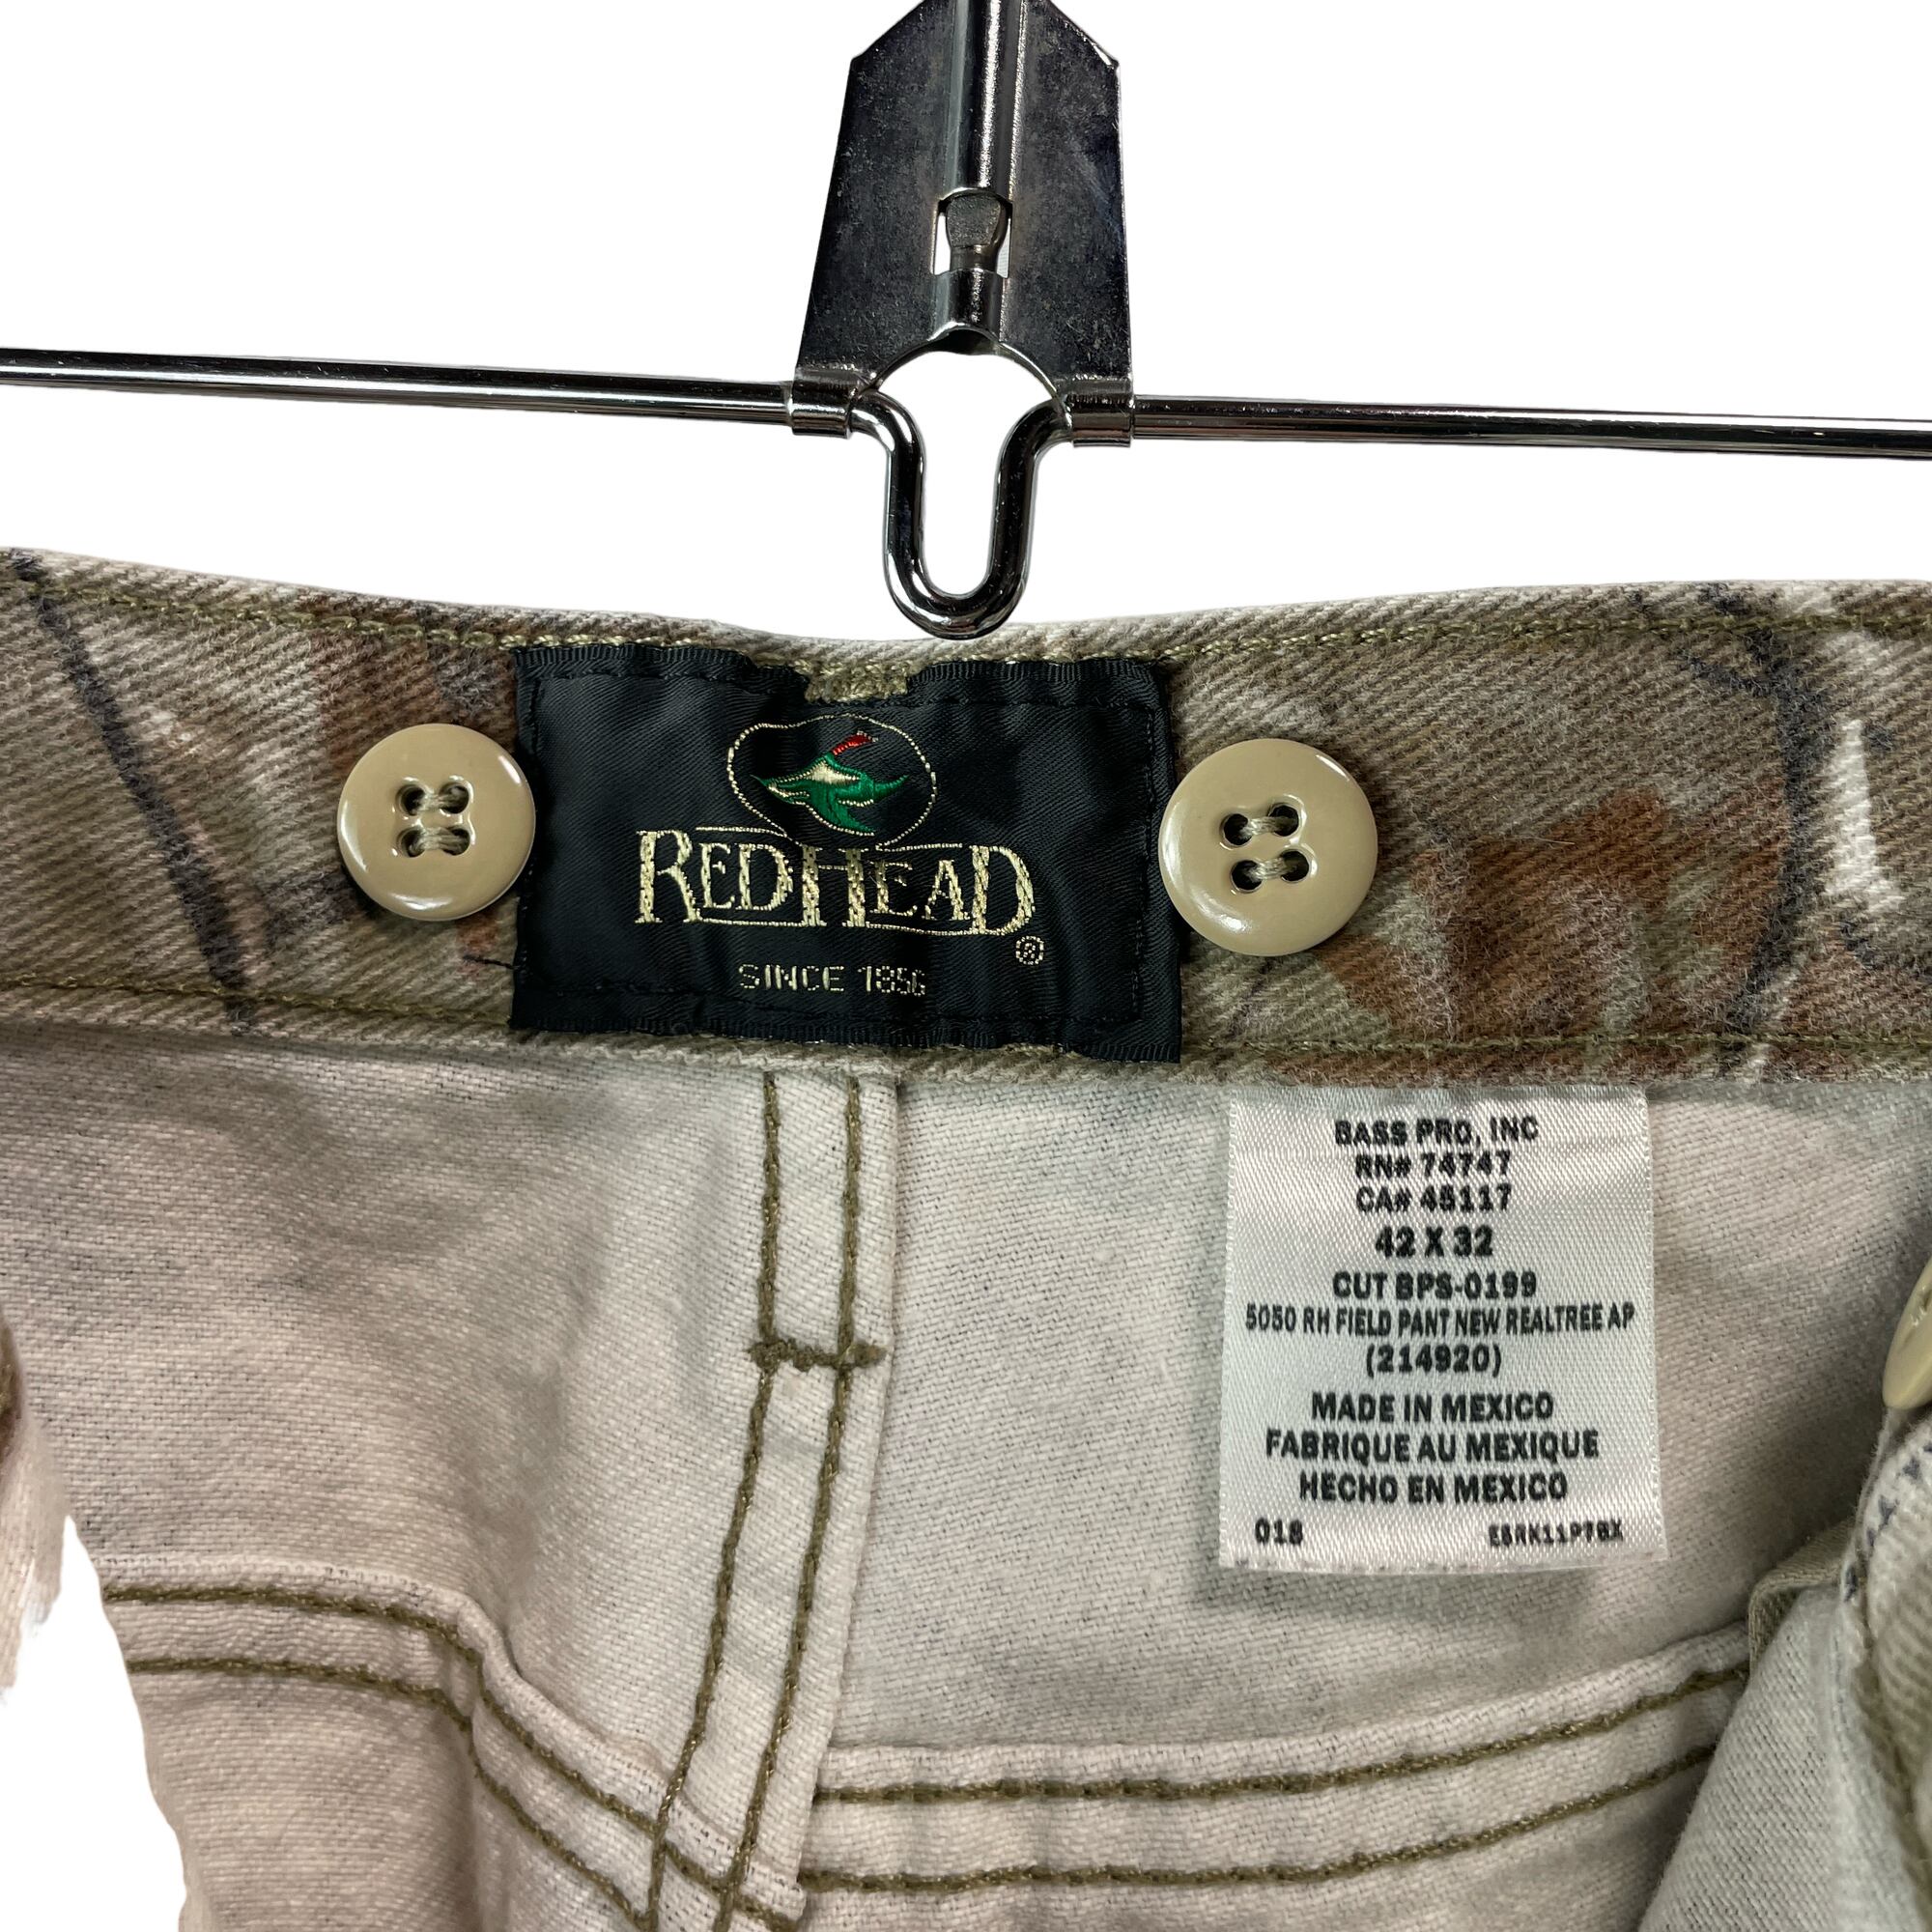 REDHEAD
®
SINCE 1856
BASS PRO, INC
RN# 74747
CA# 45117
42 X 32
CUT BPS-0199
5050 RH FIELD PANT NEW REALTREE AP
(214920)
MADE IN MEXICO
FABRIQUE AU MEXIQUE
HECHO EN MEXICO
018